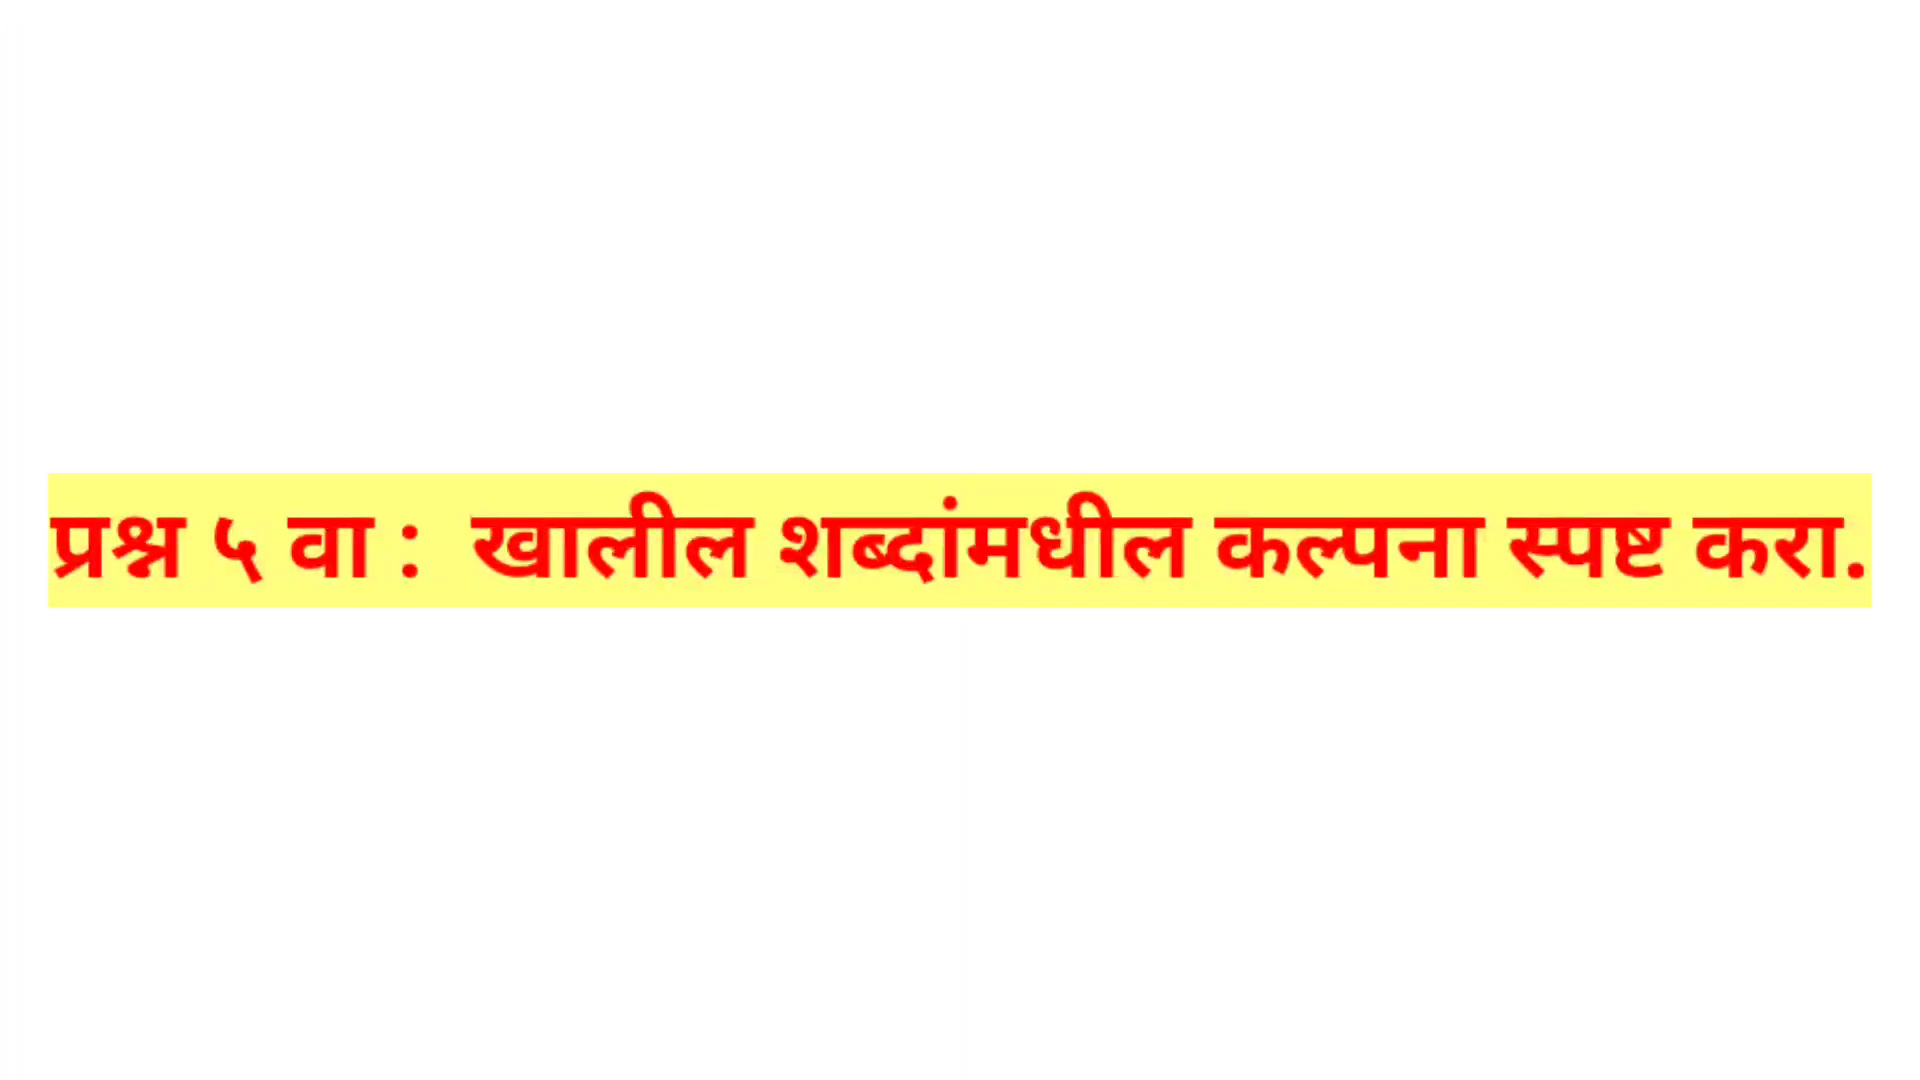 प्रश्न ५ वा :  खालील शब्दांमधील कल्पना स्पष्ट करा.